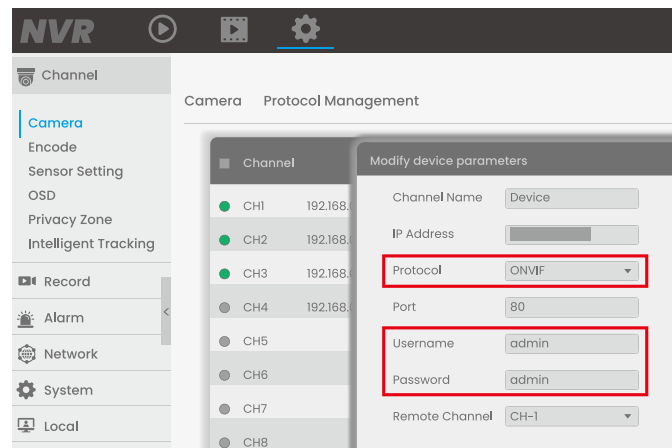 NVR
Channel
Camera
Encode
Sensor Setting
OSD
Privacy Zone
Intelligent Tracking
Record
Alarm
Network
System
Local
Camera Protocol Management
Channel
CH1 192.168.
CH2 192.168.
CH3 192.168.
CH4 192.168.
CH5
CH6
CH7
CH8
Modify device parameters
Channel Name Device
IP Address
Protocol ONVIF
Port 80
Username admin
Password admin
Remote Channel CH-1